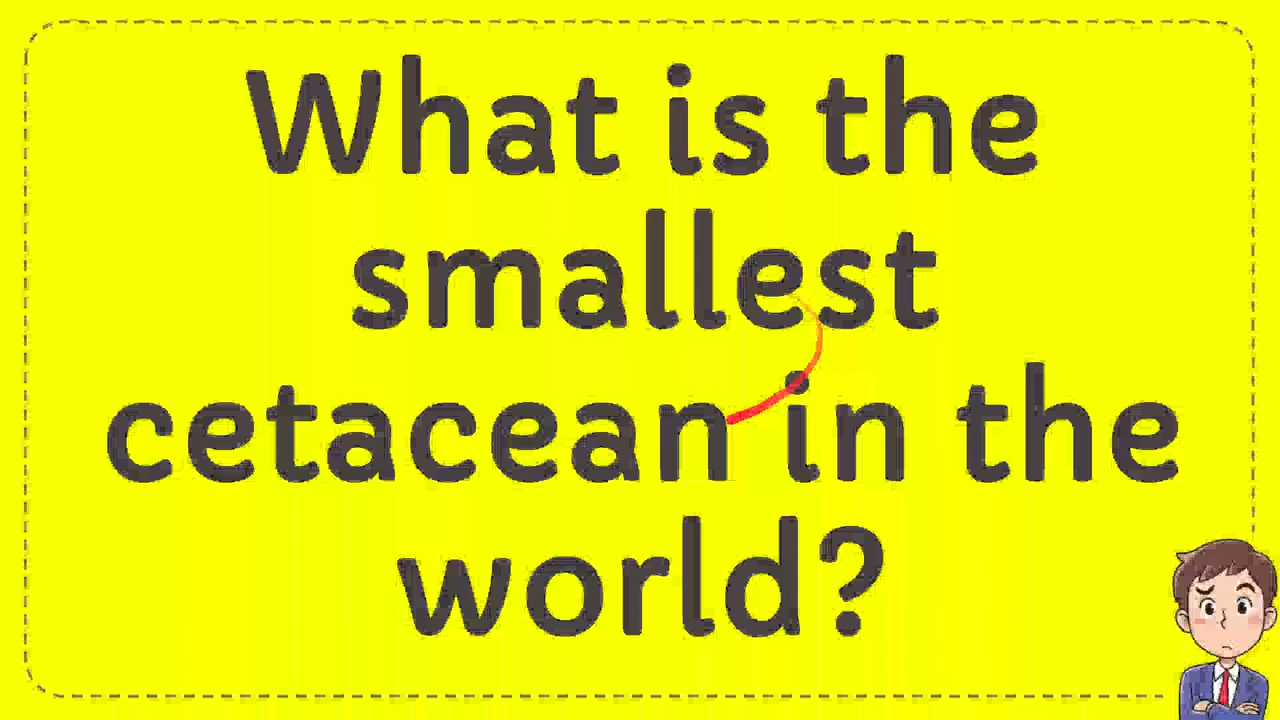 What is the
smallest
cetacean in the
world?